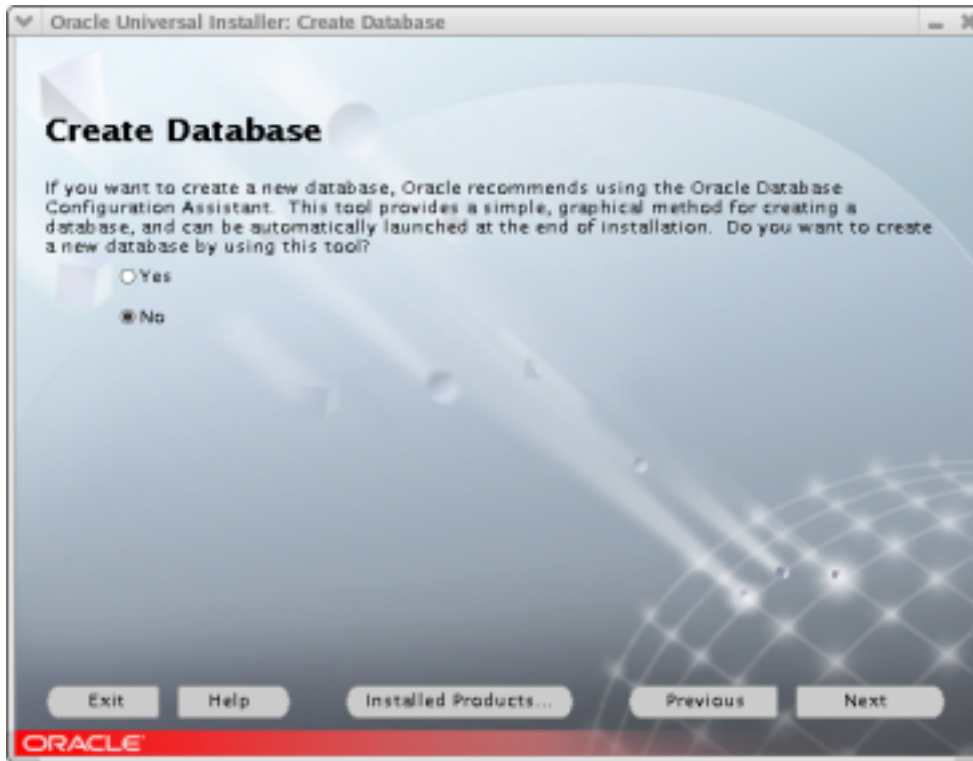 Oracle Universal Installer: Create Database
Create Database
If you want to create a new database, Oracle recommends using the Oracle Database
Configuration Assistant. This tool provides a simple, graphical method for creating a
database, and can be automatically launched at the end of installation. Do you want to create
a new database by using this tool?
Yes
No
Exit
Help
Installed Products...
Previous
Next
ORACLE